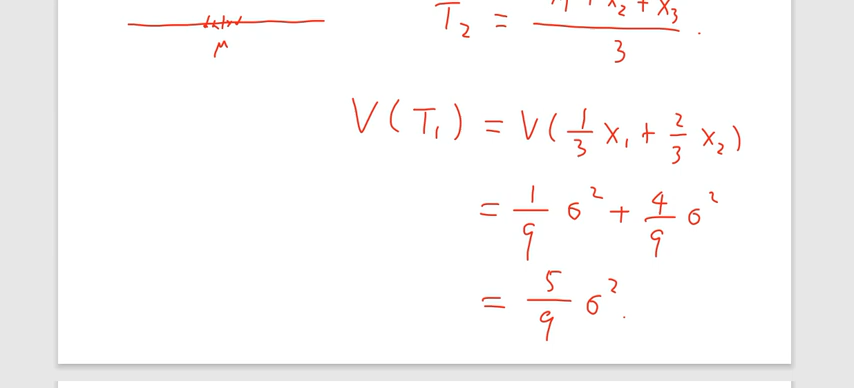 μ
T₂ = (X₁ + X₂ + X₃)/3.
V(T₁) = V(1/3 X₁ + 2/3 X₂)
= 1/9 σ² + 4/9 σ²
= 5/9 σ².